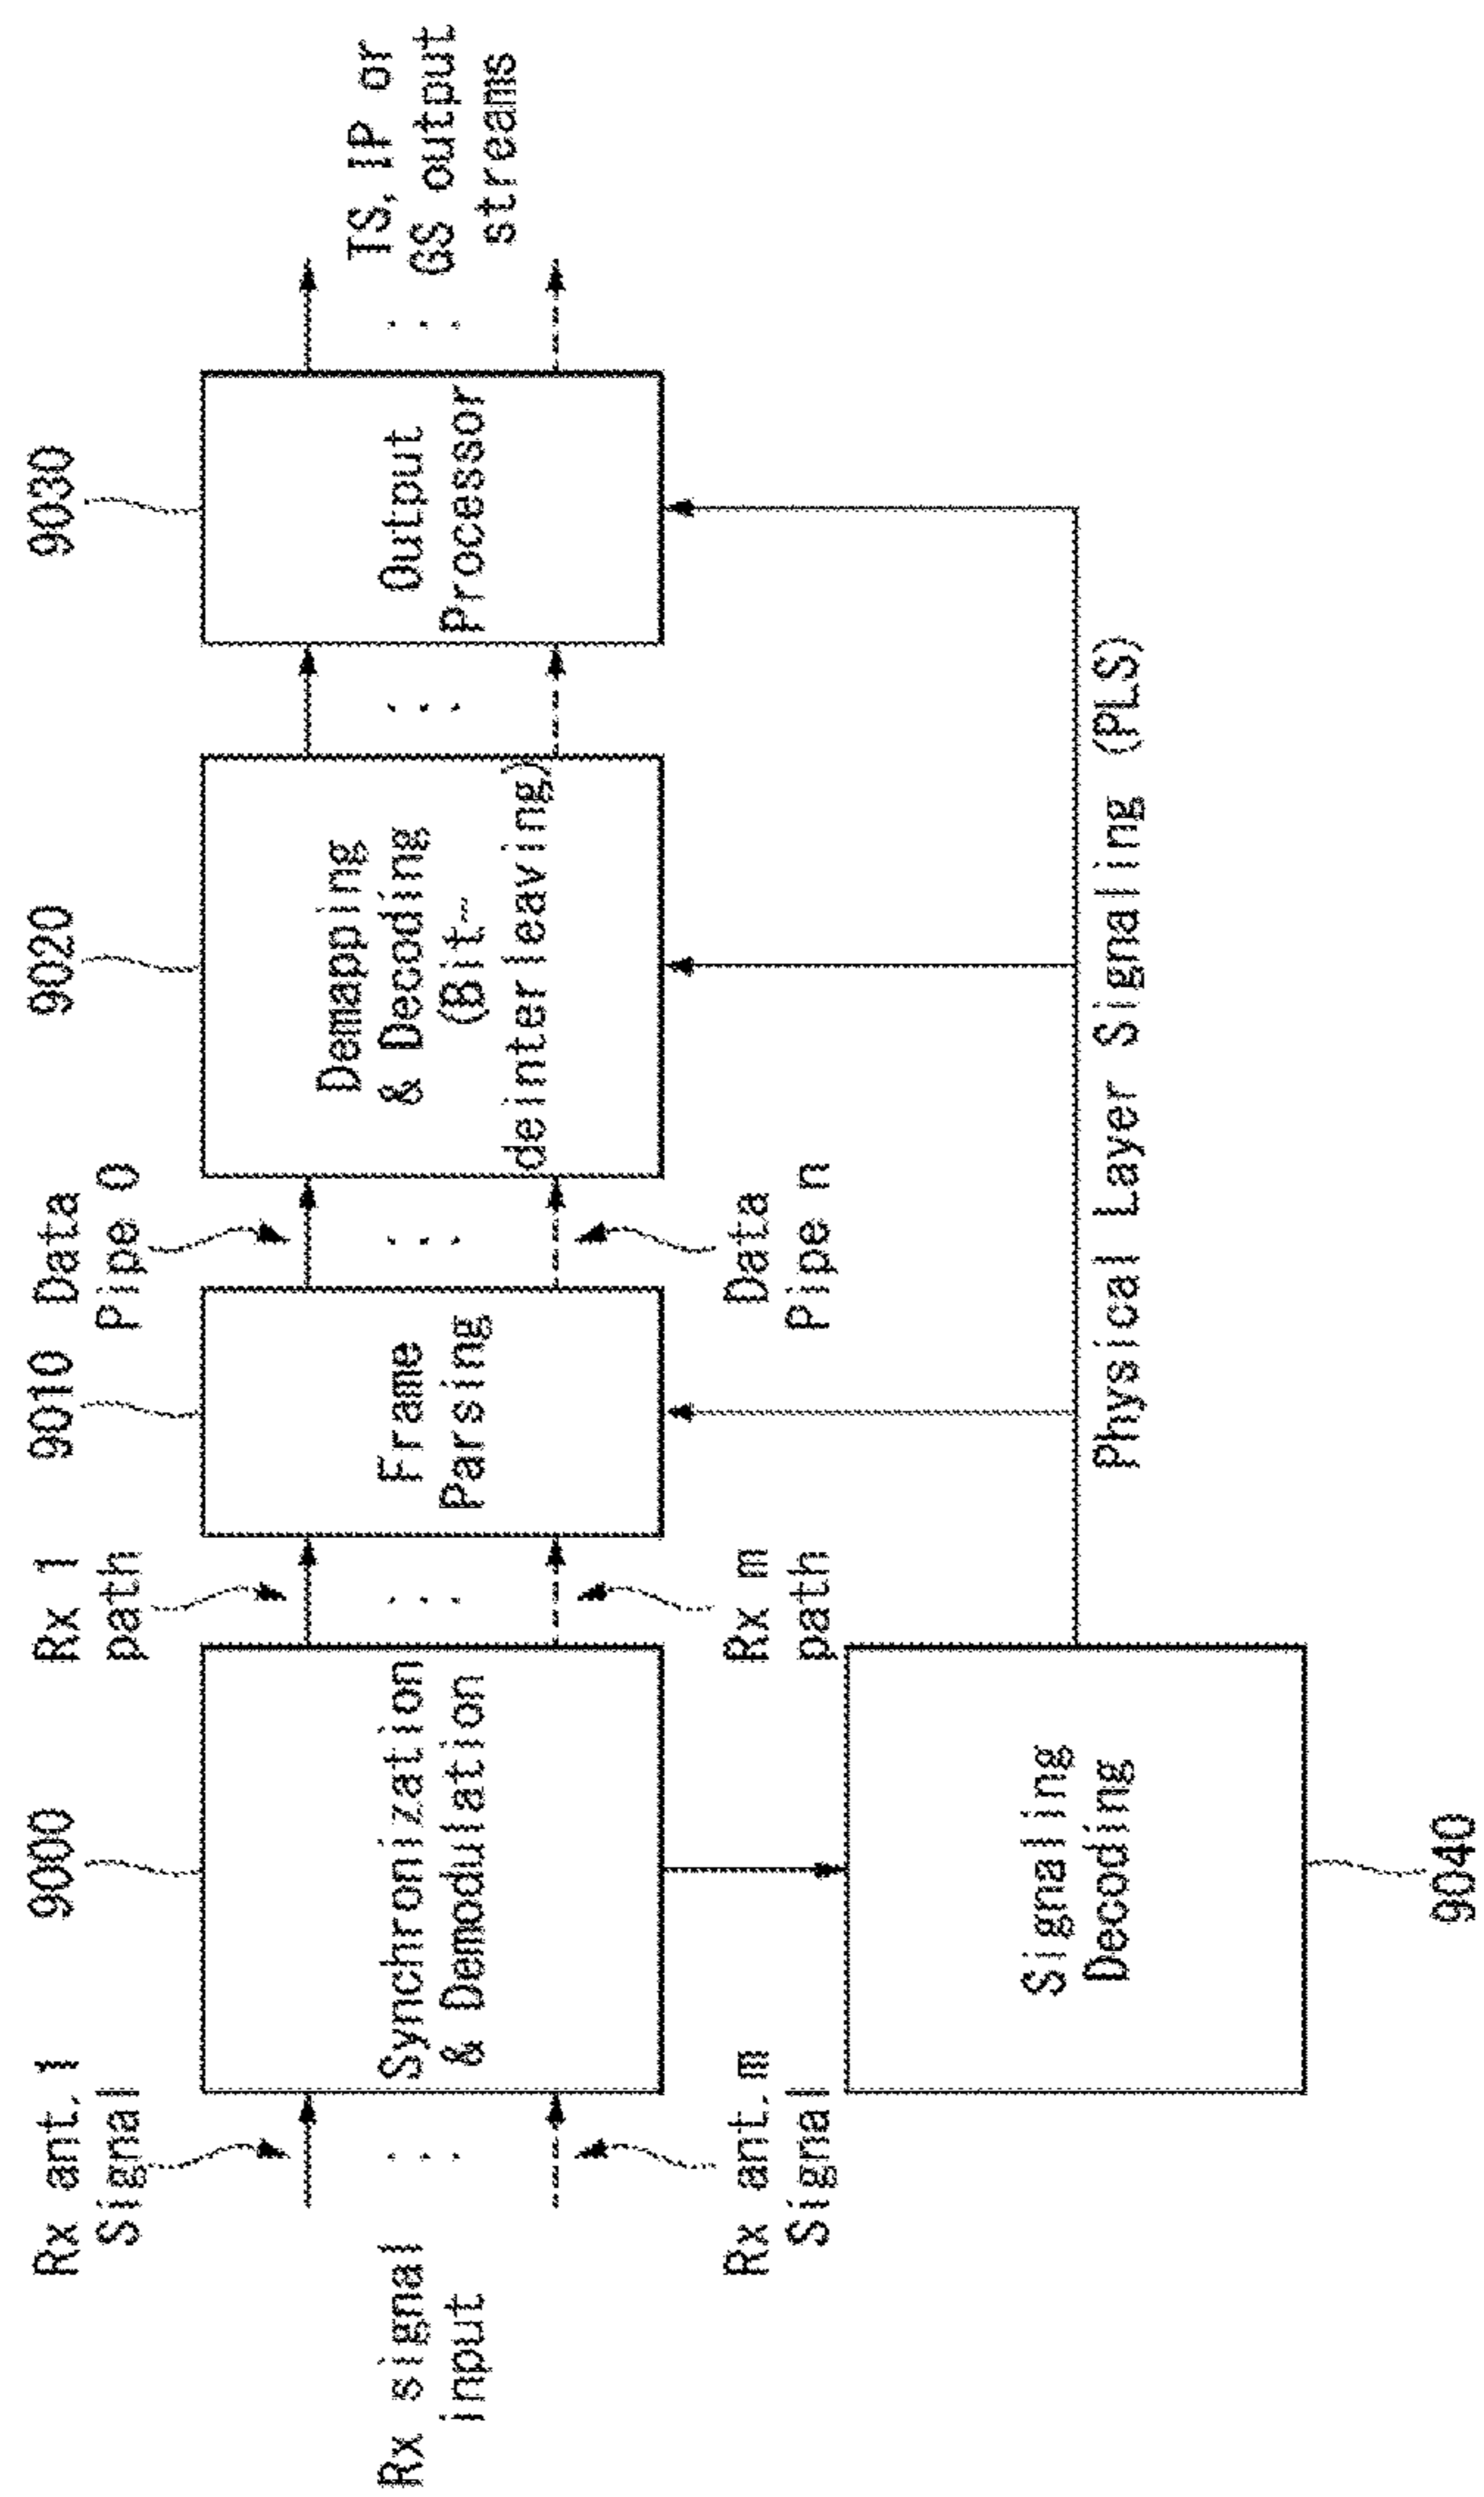 Rx signal
input
Rx ant.1
Signal
Rx ant.m
Signal
9000
Synchronization
& Demodulation
Rx 1
path
Rx m
path
9010
Frame
Parsing
Data
Pipe 0
Data
Pipe n
9020
Demapping
& Decoding
(Bit-
deinterleaving)
9030
Output
Processor
TS, IP or
GS output
streams
Signaling
Decoding
9040
Physical Layer Signaling (PLS)